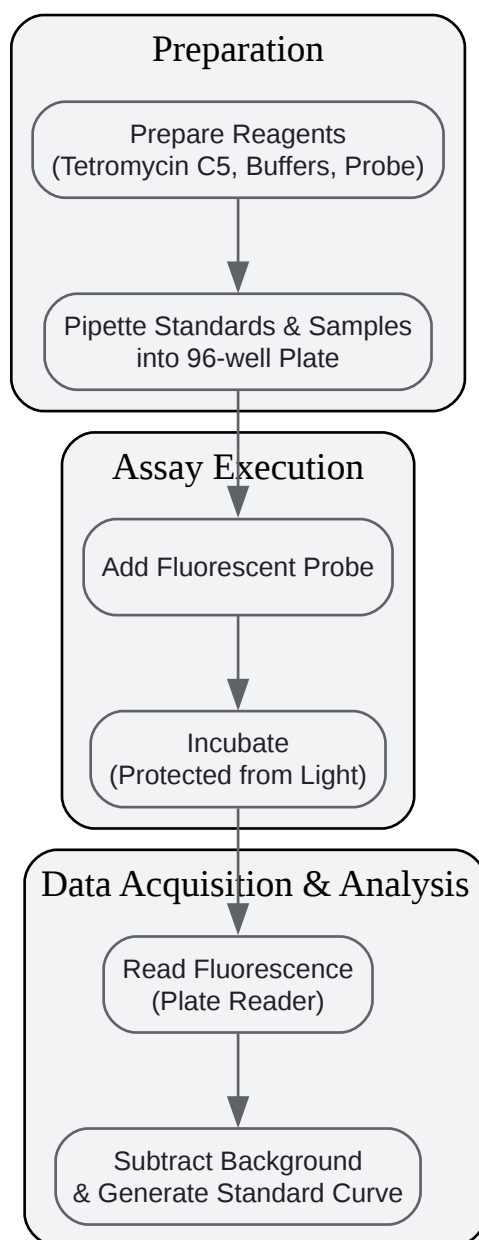 Preparation
Prepare Reagents
(Tetromycin C5, Buffers, Probe)
Pipette Standards & Samples
into 96-well Plate
Assay Execution
Add Fluorescent Probe
Incubate
(Protected from Light)
Data Acquisition & Analysis
Read Fluorescence
(Plate Reader)
Subtract Background
& Generate Standard Curve